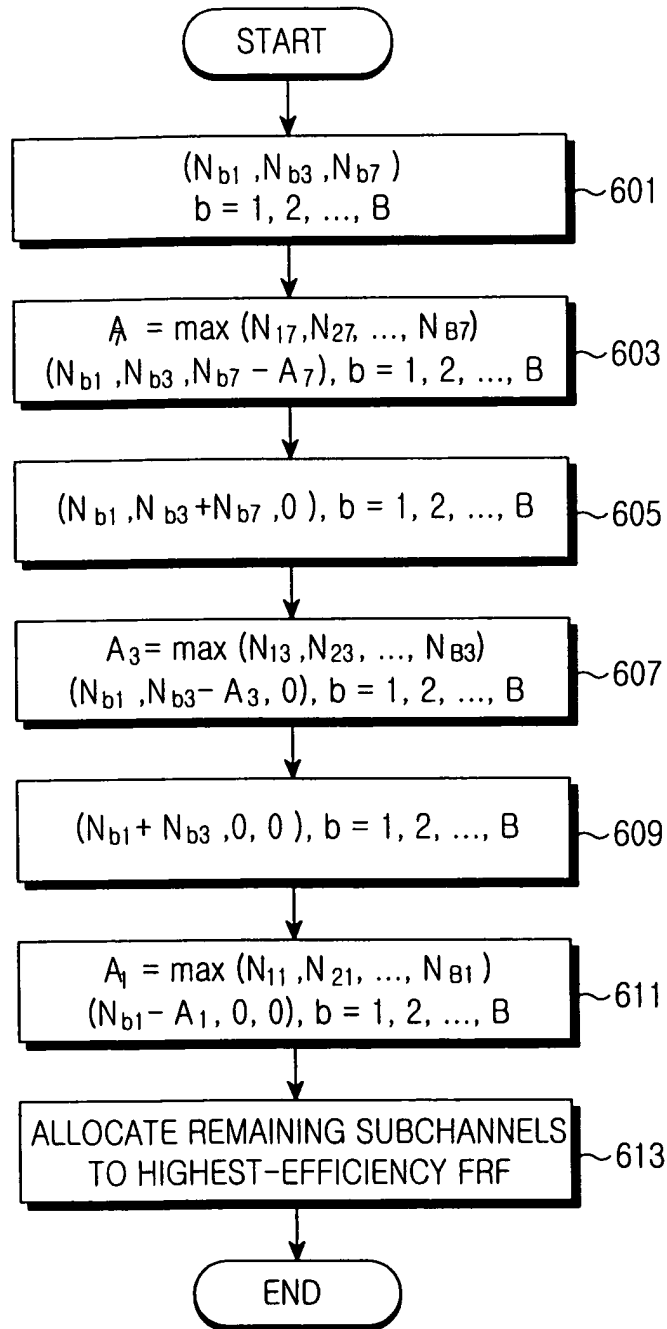 START
(N_b1 ,N_b3 ,N_b7 )
b = 1, 2, ..., B
601
A_7 = max (N_17,N_27, ..., N_B7)
(N_b1 ,N_b3 ,N_b7 – A_7), b = 1, 2, ..., B
603
(N_b1 ,N_b3+N_b7 ,0 ), b = 1, 2, ..., B
605
A_3= max (N_13,N_23, ..., N_B3)
(N_b1 ,N_b3– A_3, 0), b = 1, 2, ..., B
607
(N_b1+ N_b3 ,0, 0 ), b = 1, 2, ..., B
609
A_1 = max (N_11,N_21, ..., N_B1)
(N_b1– A_1, 0, 0), b = 1, 2, ..., B
611
ALLOCATE REMAINING SUBCHANNELS
TO HIGHEST-EFFICIENCY FRF
613
END